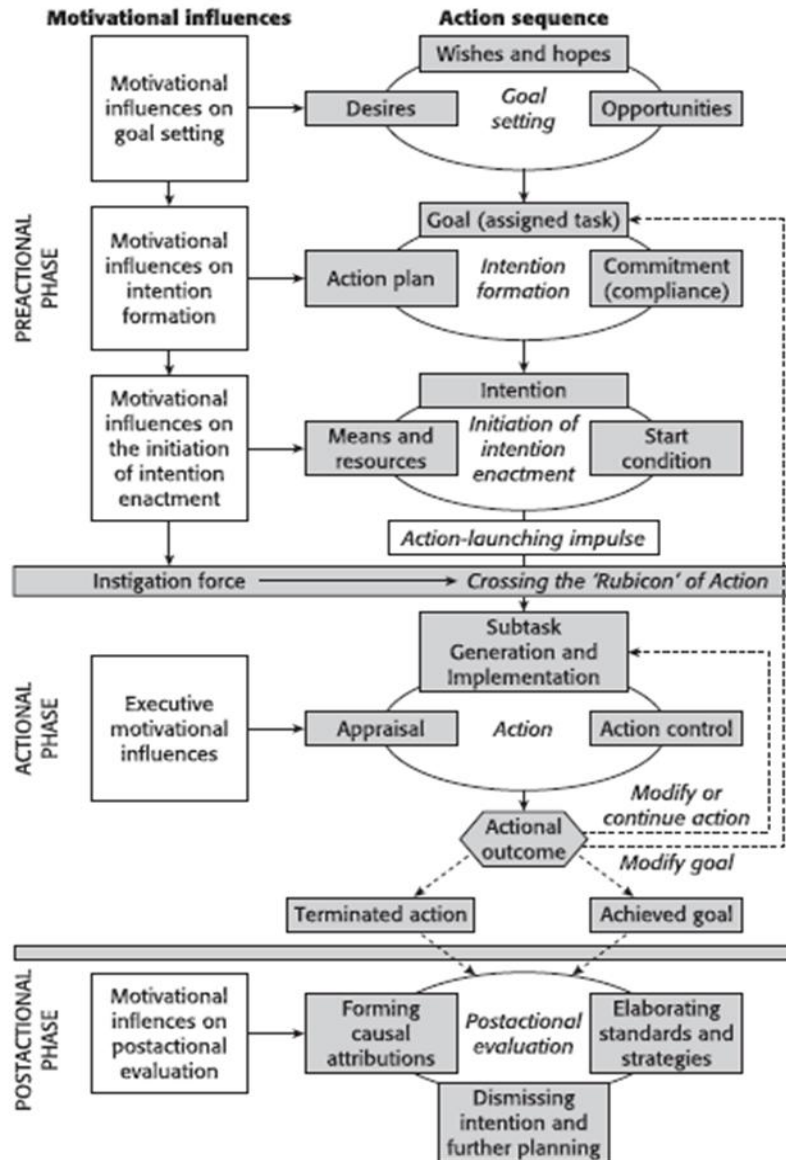 Motivational influences
Action sequence
PREACTIONAL
PHASE
Motivational
influences on
goal setting
Wishes and hopes
Desires
Goal
setting
Opportunities
Motivational
influences on
intention
formation
Goal (assigned task)
Action plan
Intention
formation
Commitment
(compliance)
Motivational
influences on
the initiation
of intention
enactment
Intention
Means and
resources
Initiation of
intention
enactment
Start
condition
Action-launching impulse
Instigation force
Crossing the 'Rubicon' of Action
ACTIONAL
PHASE
Executive
motivational
influences
Subtask
Generation and
Implementation
Appraisal
Action
Action control
Modify or
continue action
Actional
outcome
Modify goal
Terminated action
Achieved goal
POSTACTIONAL
PHASE
Motivational
inflences on
postactional
evaluation
Forming
causal
attributions
Postactional
evaluation
Elaborating
standards and
strategies
Dismissing
intention and
further planning